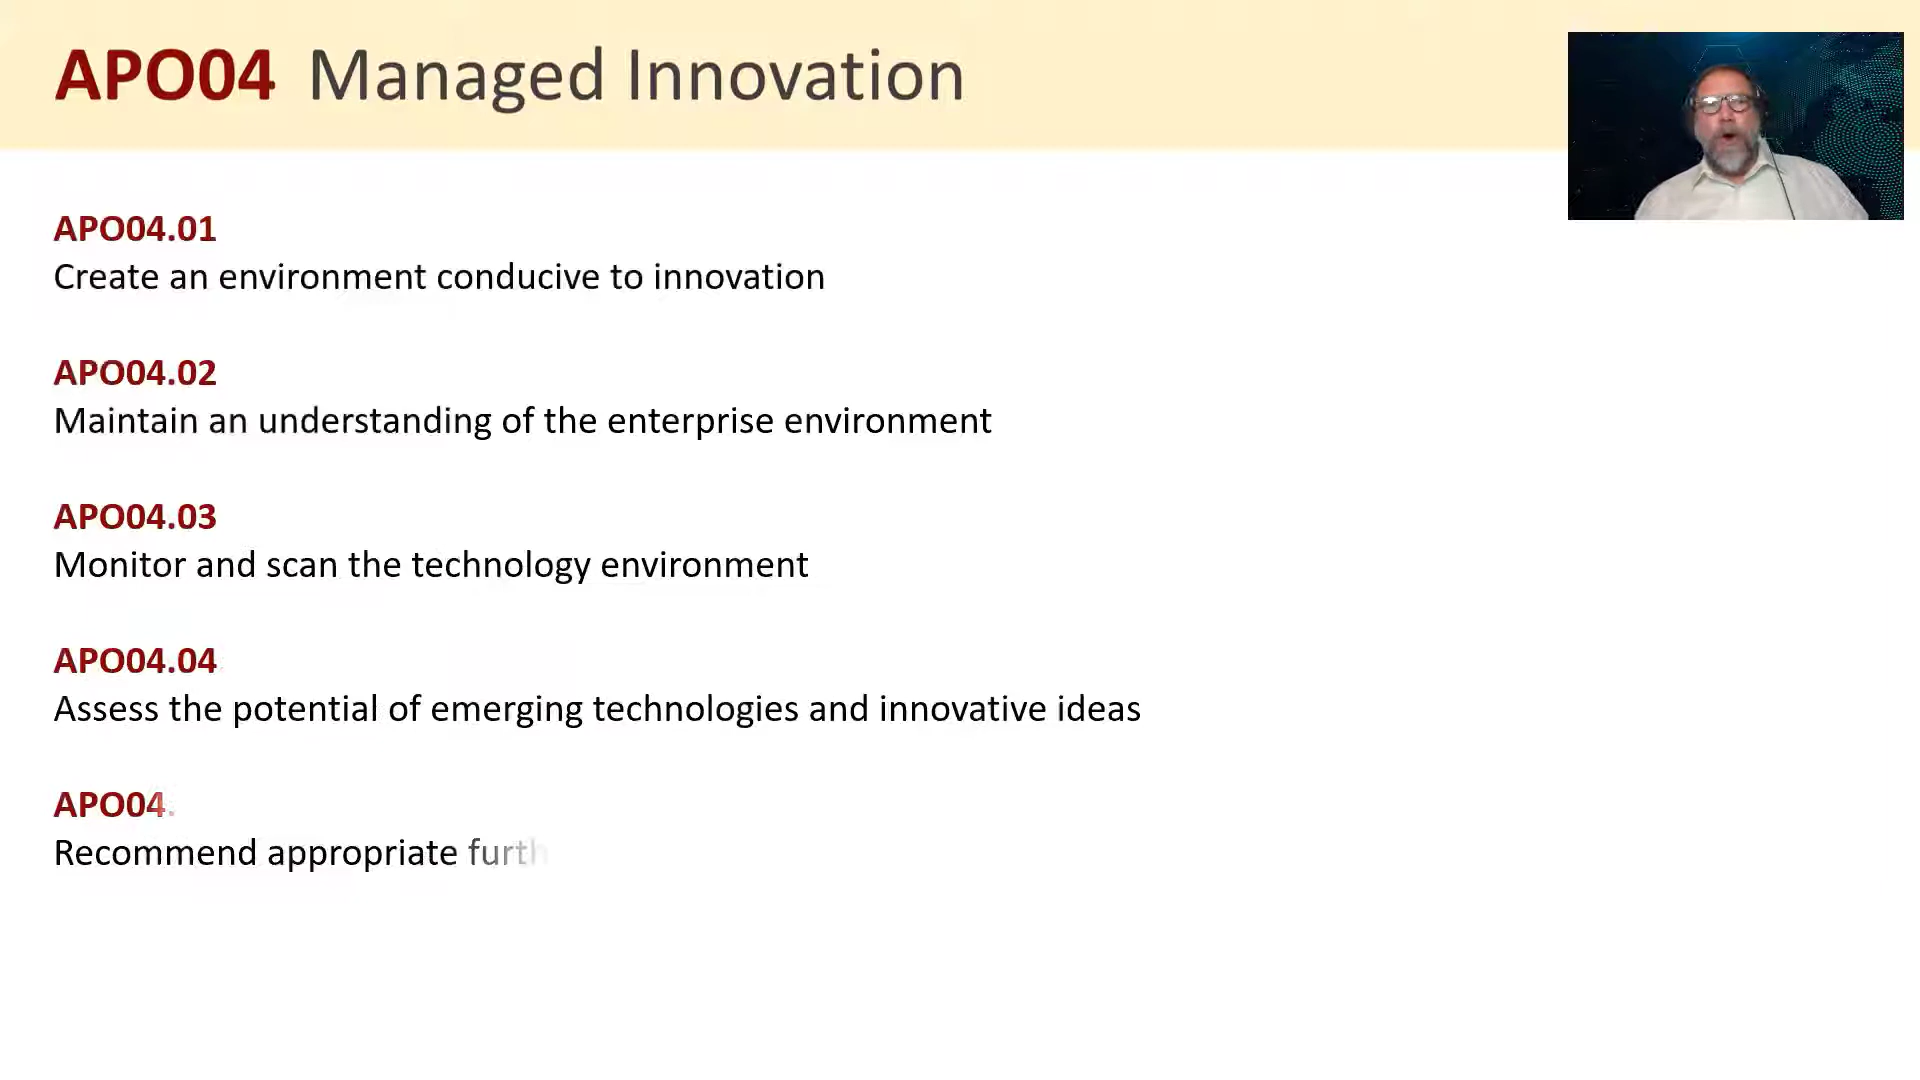 APO04 Managed Innovation
APO04.01
Create an environment conducive to innovation
APO04.02
Maintain an understanding of the enterprise environment
APO04.03
Monitor and scan the technology environment
APO04.04
Assess the potential of emerging technologies and innovative ideas
APO04.
Recommend appropriate furth